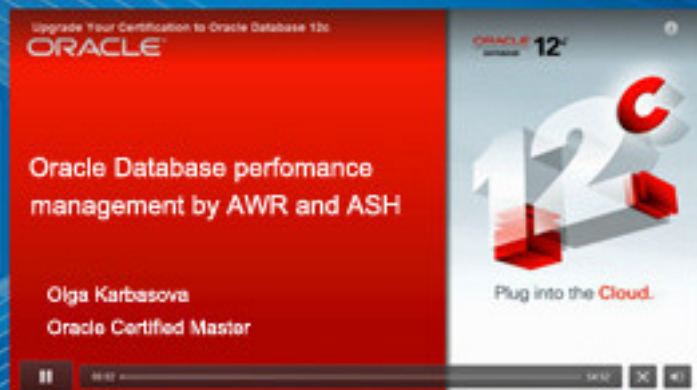 Upgrade Your Certification to Oracle Database 12c
ORACLE
Oracle Database perfomance
management by AWR and ASH
Olga Karbasova
Oracle Certified Master
ORACLE 12c
DATABASE
12c
Plug into the Cloud.